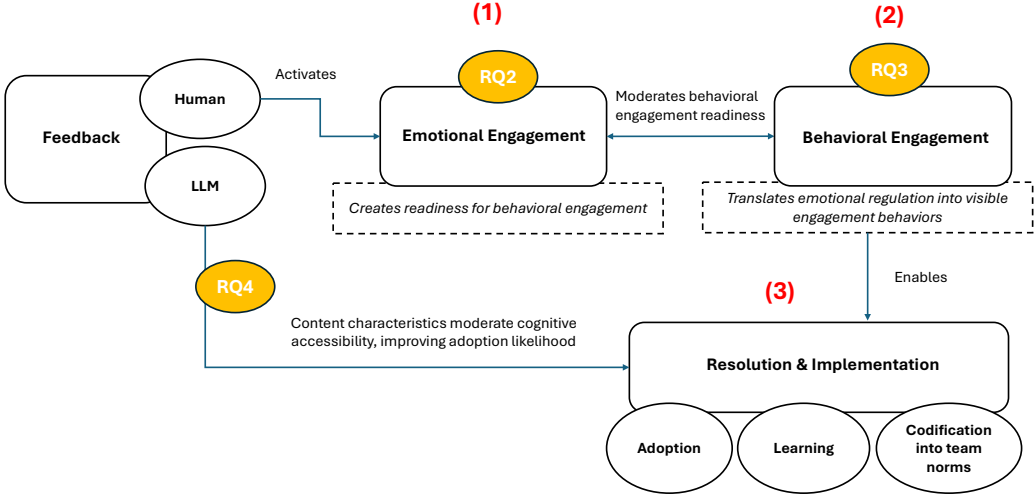 (1)
(2)
RQ2
RQ3
Activates
Human
Feedback
LLM
Emotional Engagement
Moderates behavioral
engagement readiness
Behavioral Engagement
Creates readiness for behavioral engagement
Translates emotional regulation into visible
engagement behaviors
RQ4
(3)
Enables
Content characteristics moderate cognitive
accessibility, improving adoption likelihood
Resolution & Implementation
Adoption
Learning
Codification
into team
norms